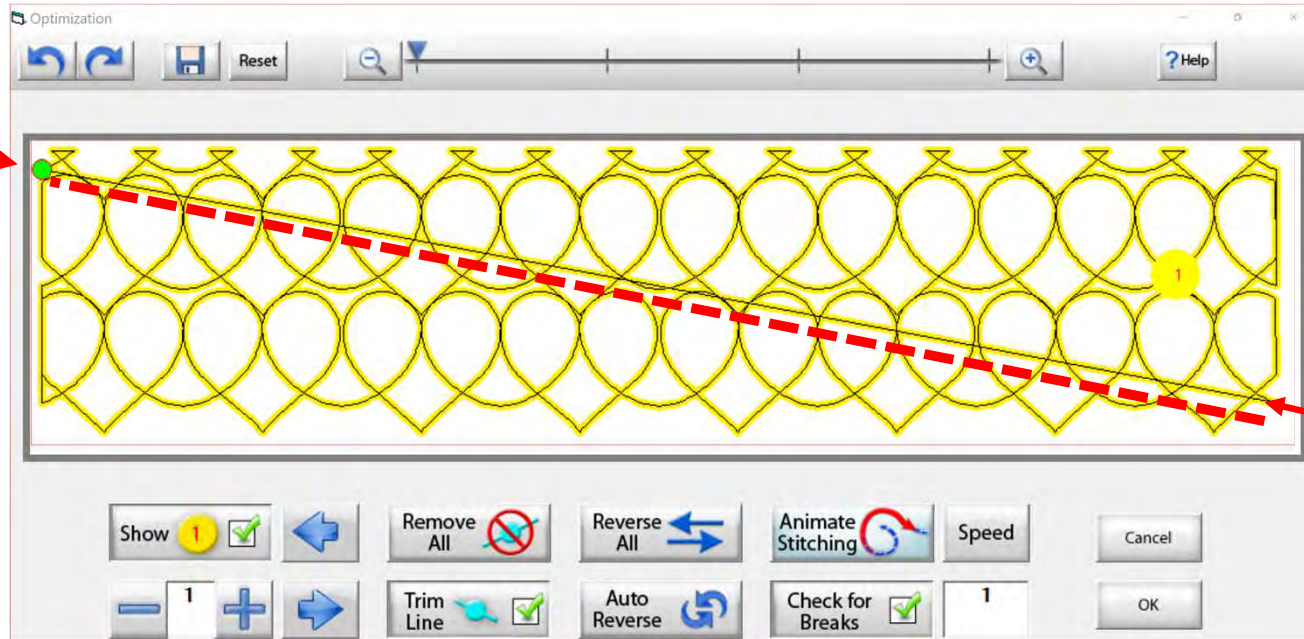 Optimization
Reset
? Help
1
Show 1
Remove All
Reverse All
Animate Stitching
Speed
Cancel
1
Trim Line
Auto Reverse
Check for Breaks
1
OK